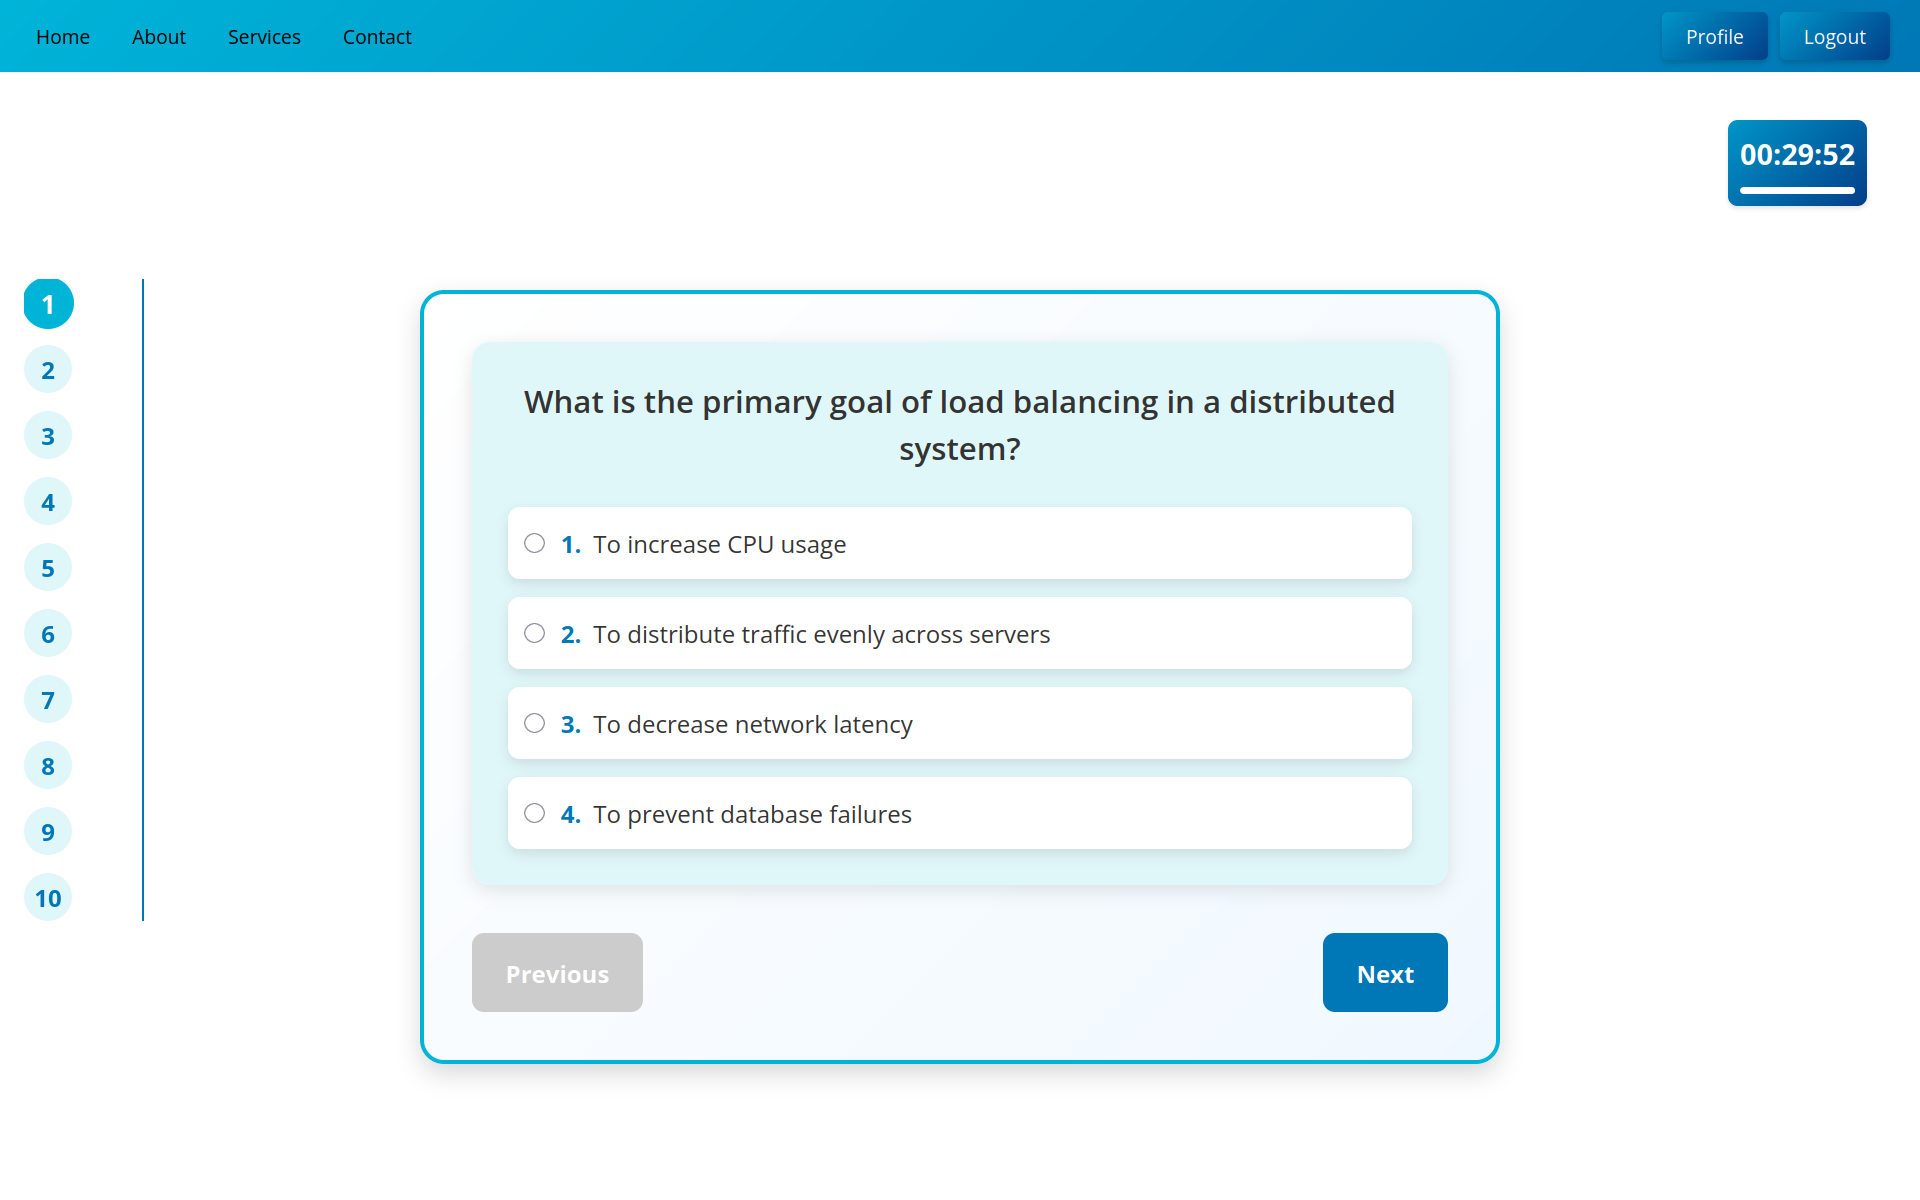 Home About Services Contact Profile Logout
00:29:52
1
2
3
4
5
6
7
8
9
10
What is the primary goal of load balancing in a distributed
system?
1. To increase CPU usage
2. To distribute traffic evenly across servers
3. To decrease network latency
4. To prevent database failures
Previous Next